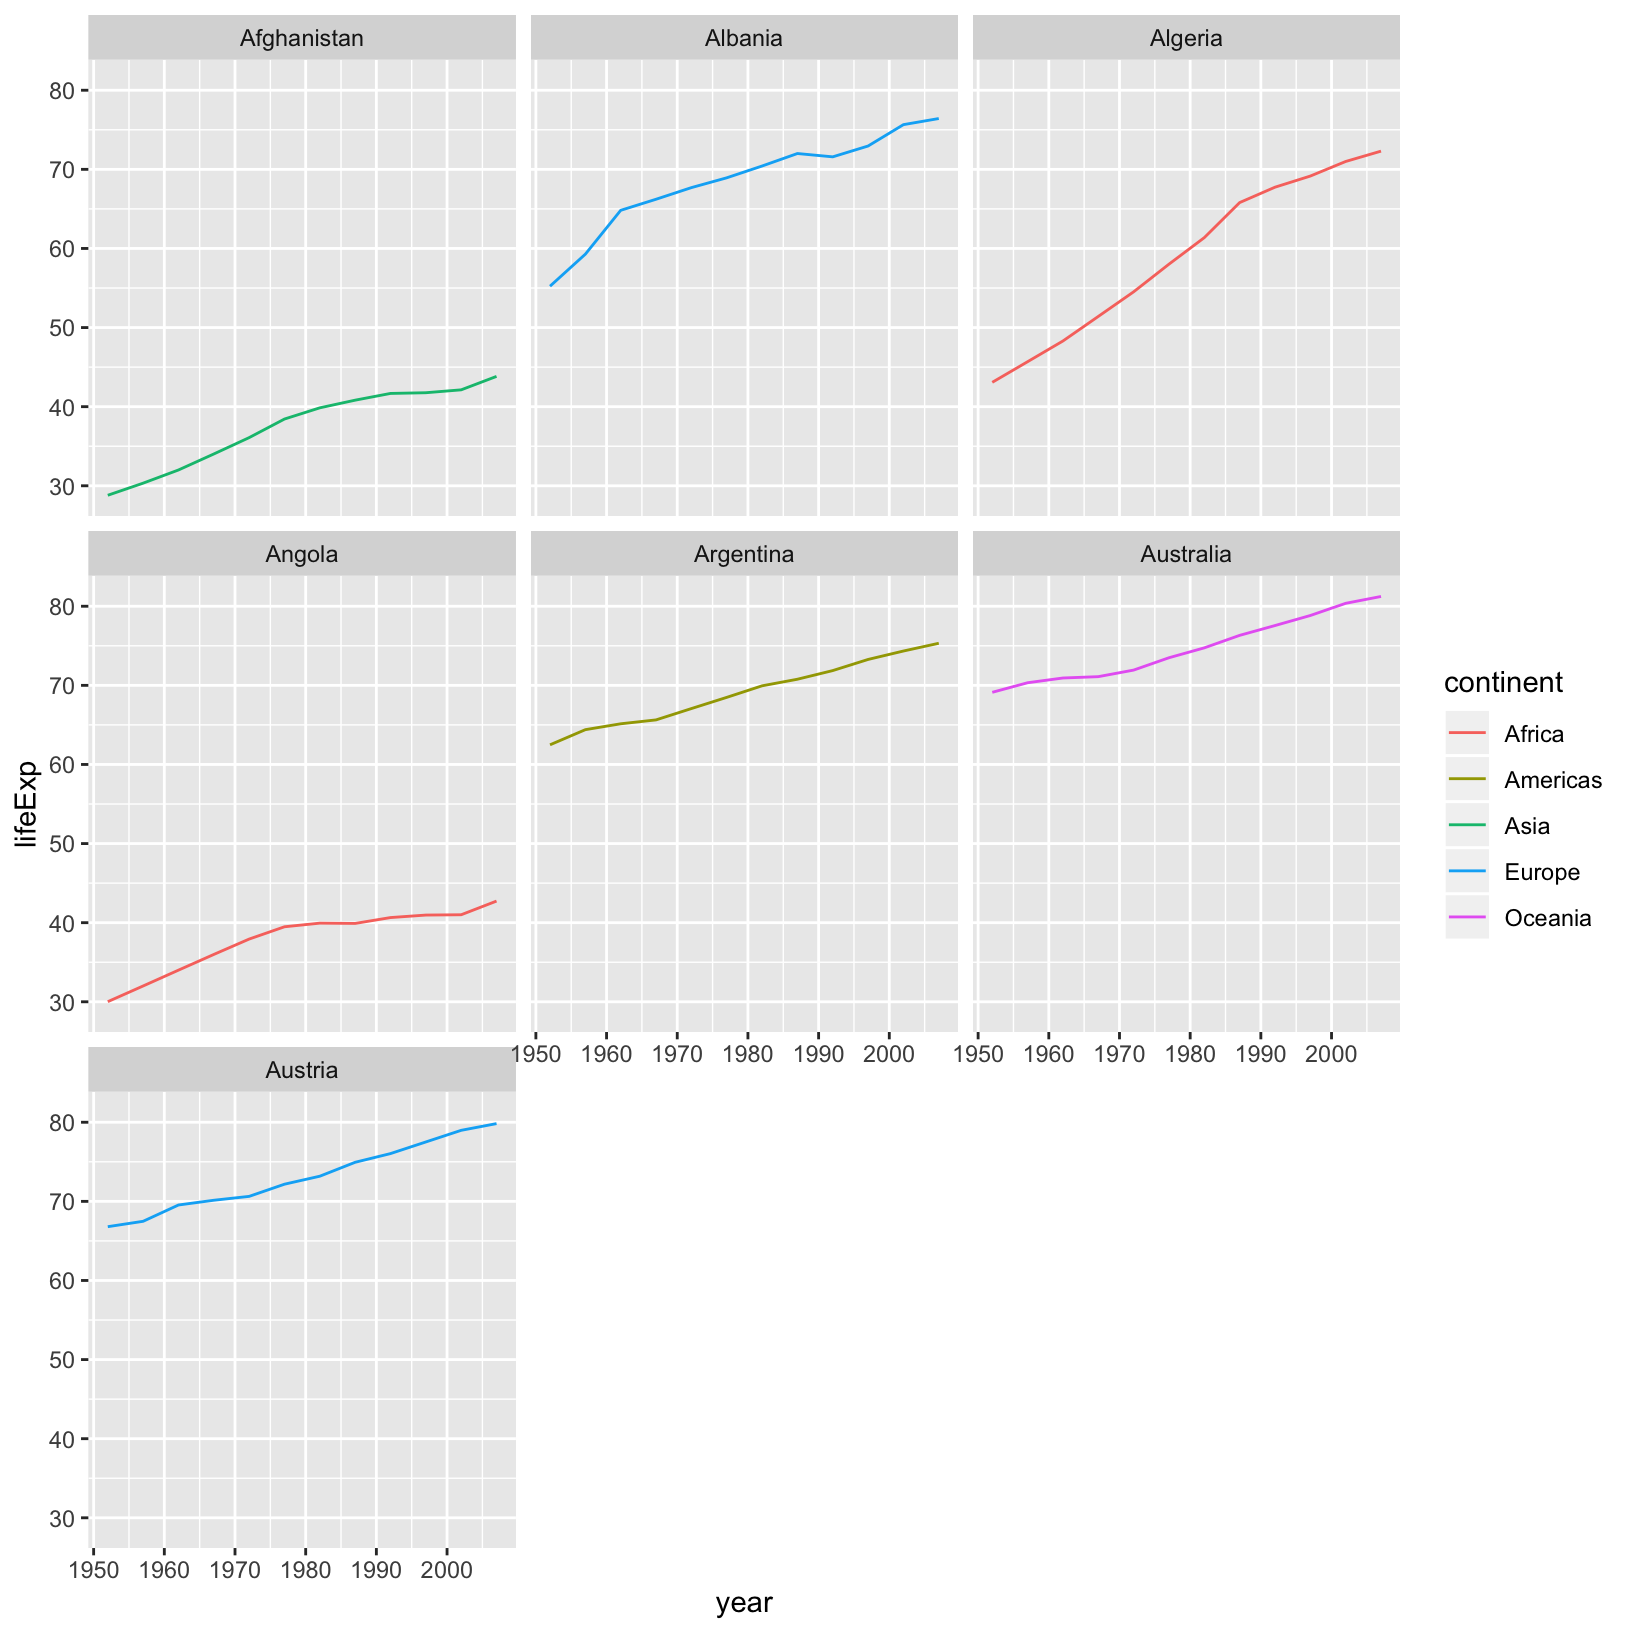 Afghanistan Albania Algeria
80
70
60
50
40
30
Angola Argentina Australia
80
70
60
50
40
30
lifeExp
1950 1960 1970 1980 1990 2000 1950 1960 1970 1980 1990 2000
Austria
80
70
60
50
40
30
1950 1960 1970 1980 1990 2000
year
continent
Africa
Americas
Asia
Europe
Oceania